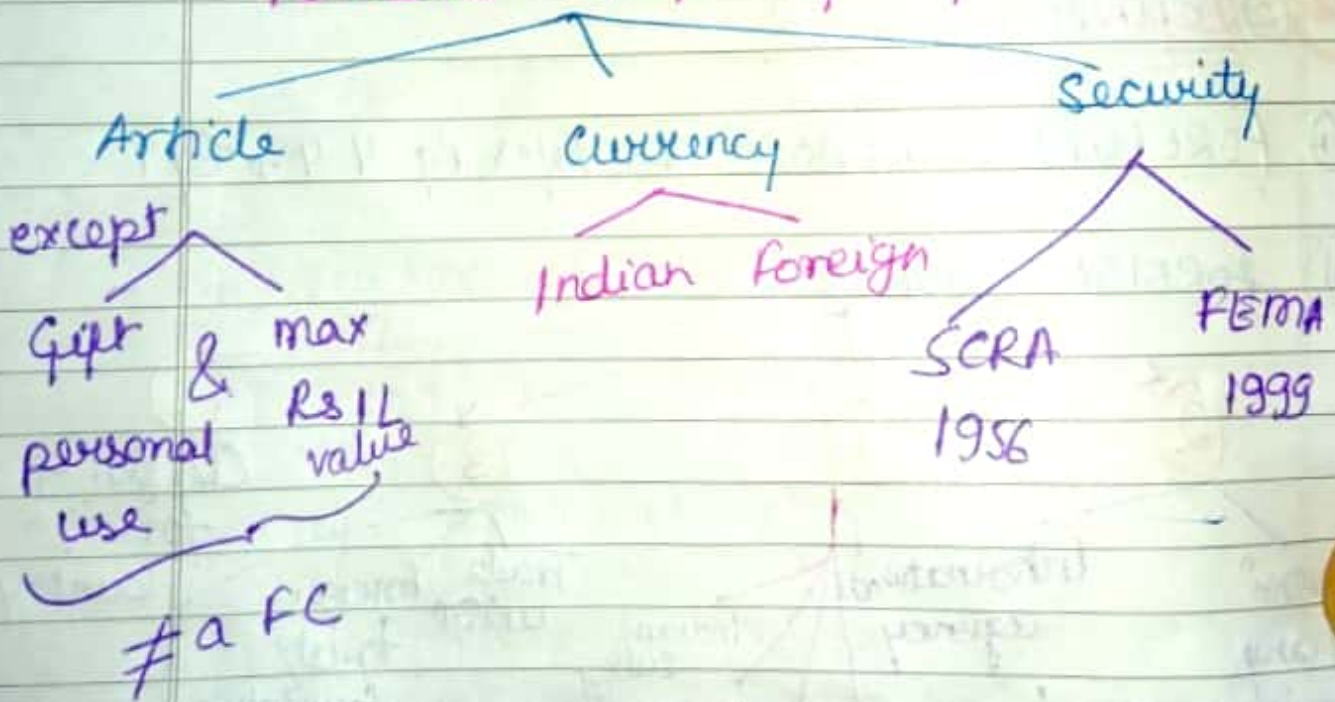 Article
Currency
Security
except
Gift & max
personal
use
Rs 1L
value
≠ a FC
Indian Foreign
SCRA
1956
FEMA
1999